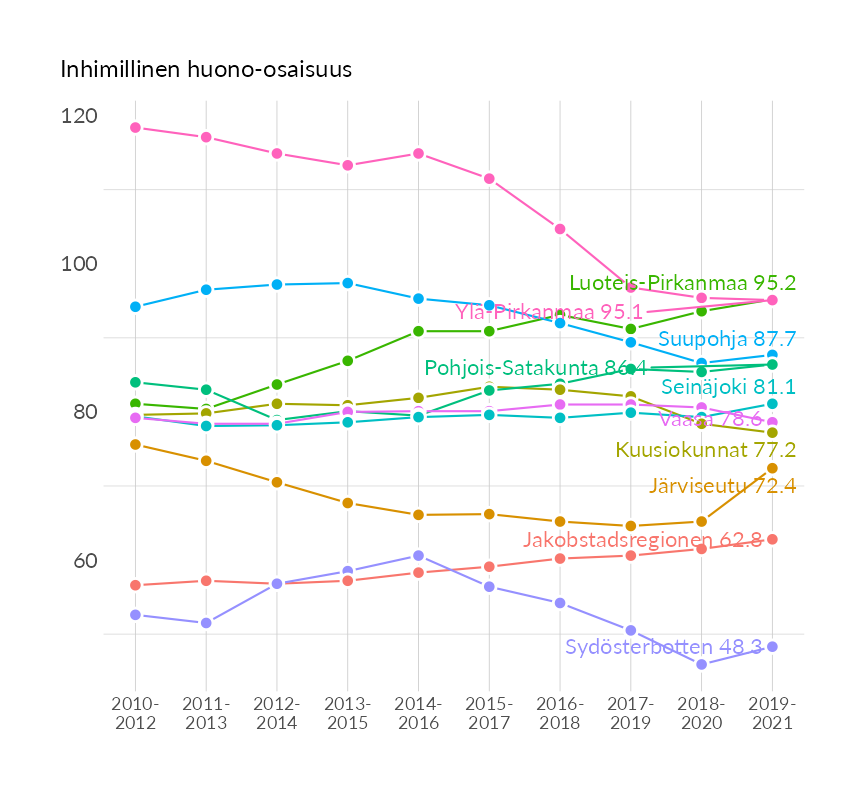 Inhimillinen huono-osaisuus
120
100
80
60
Luoteis-Pirkanmaa 95.2
Ylä-Pirkanmaa 95.1
Suupohja 87.7
Pohjois-Satakunta 86.4
Seinäjoki 81.1
Vaasa 78.6
Kuusiokunnat 77.2
Järviseutu 72.4
Jakobstadsregionen 62.8
Sydösterbotten 48.3
2010- 2011- 2012- 2013- 2014- 2015- 2016- 2017- 2018- 2019-
2012 2013 2014 2015 2016 2017 2018 2019 2020 2021